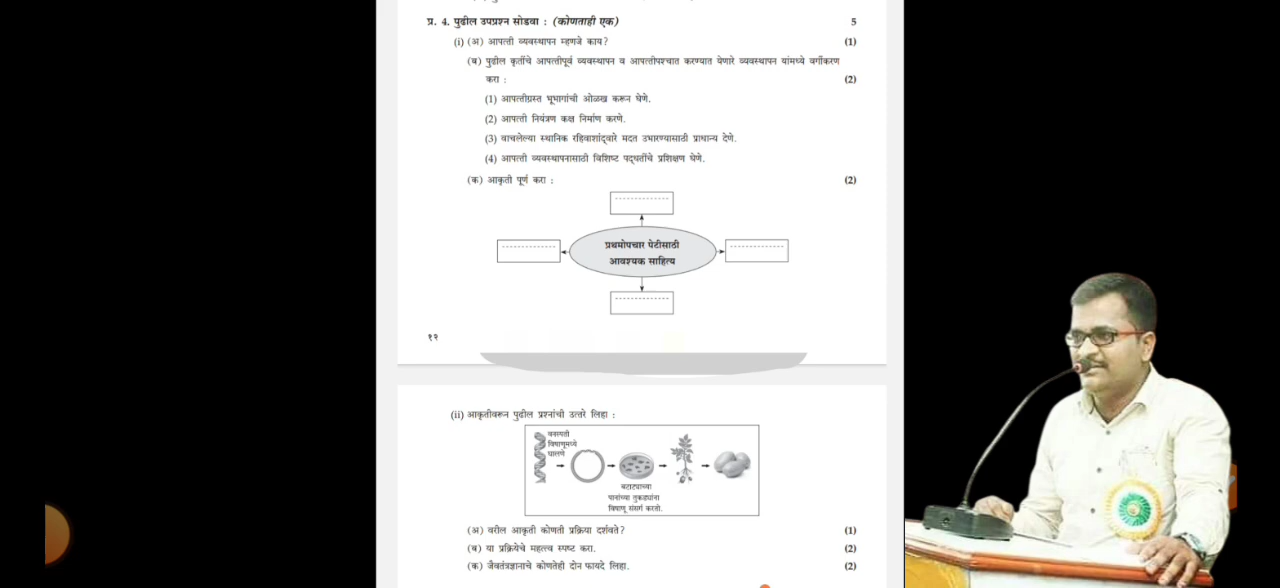 प्र. 4. पुढील उपप्रश्न सोडवा : (कोणताही एक) 5
(i) (अ) आपत्ती व्यवस्थापन म्हणजे काय? (1)
(ब) पुढील कृतींचे आपत्तीपूर्व व्यवस्थापन व आपत्तीपश्चात करण्यात येणारे व्यवस्थापन यांमध्ये वर्गीकरण
करा : (2)
(1) आपत्तीग्रस्त भूभागांची ओळख करून घेणे.
(2) आपत्ती नियंत्रण कक्ष निर्माण करणे.
(3) वाचलेल्या स्थानिक रहिवाशांद्वारे मदत उभारण्यासाठी प्राधान्य देणे.
(4) आपत्ती व्यवस्थापनासाठी विशिष्ट पद्धतींचे प्रशिक्षण घेणे.
(क) आकृती पूर्ण करा : (2)
प्रथमोपचार पेटीसाठी
आवश्यक साहित्य
१२
(ii) आकृतीवरून पुढील प्रश्नांची उत्तरे लिहा :
वनस्पती
विषाणूमध्ये
घालणे
बटाट्याच्या
पानांच्या तुकड्यांना
विषाणू संसर्ग करतो.
(अ) वरील आकृती कोणती प्रक्रिया दर्शवते? (1)
(ब) या प्रक्रियेचे महत्त्व स्पष्ट करा. (2)
(क) जैवतंत्रज्ञानाचे कोणतेही दोन फायदे लिहा. (2)